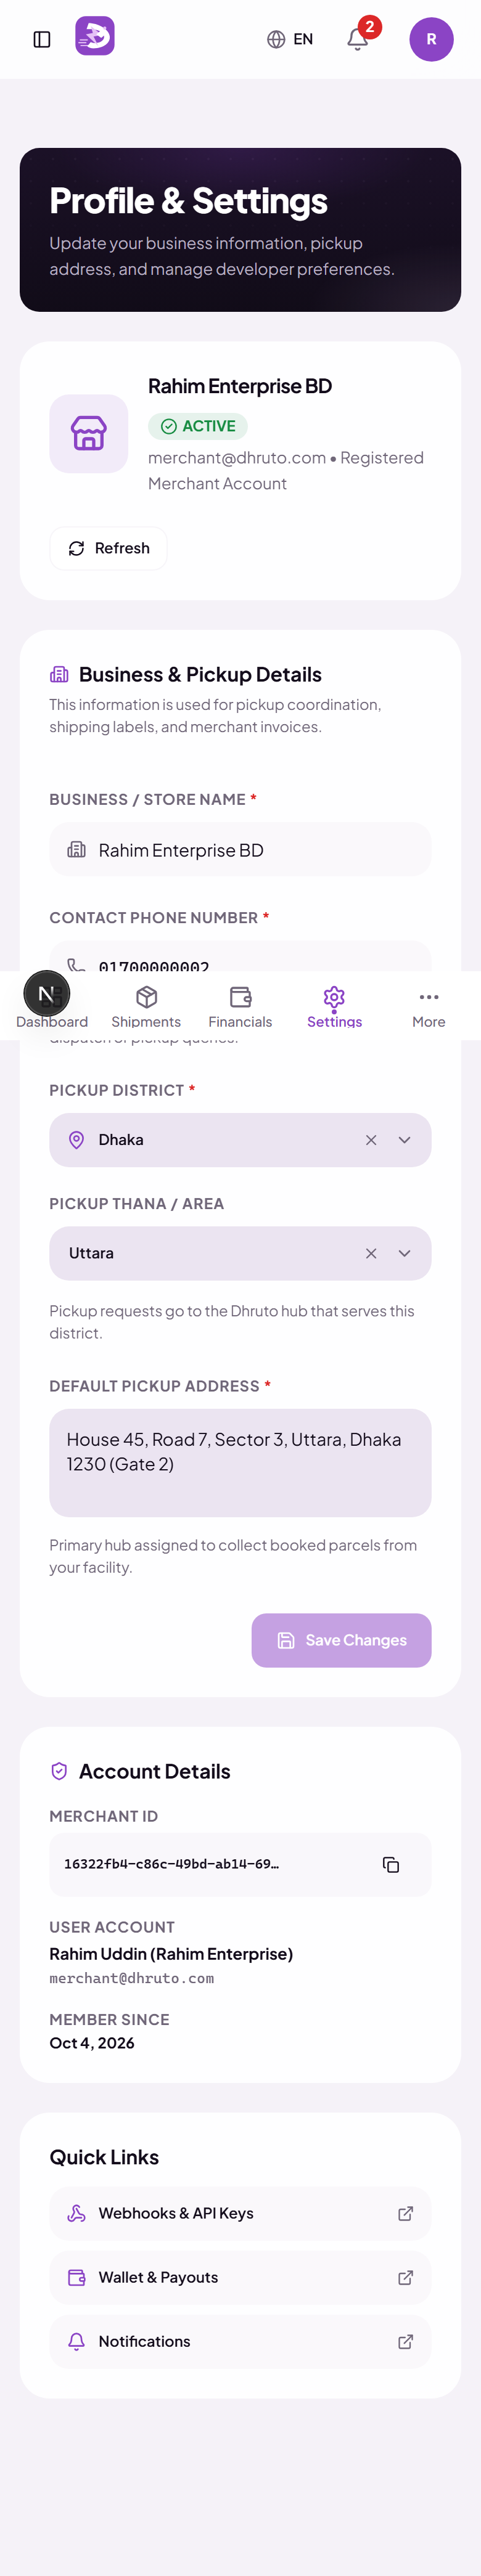 EN
2
R
Profile & Settings
Update your business information, pickup
address, and manage developer preferences.
Rahim Enterprise BD
ACTIVE
merchant@dhruto.com • Registered
Merchant Account
Refresh
Business & Pickup Details
This information is used for pickup coordination,
shipping labels, and merchant invoices.
BUSINESS / STORE NAME *
Rahim Enterprise BD
CONTACT PHONE NUMBER *
01700000002
N
Dashboard Shipments Financials Settings More
dispatch or pickup queries.
PICKUP DISTRICT *
Dhaka
PICKUP THANA / AREA
Uttara
Pickup requests go to the Dhruto hub that serves this
district.
DEFAULT PICKUP ADDRESS *
House 45, Road 7, Sector 3, Uttara, Dhaka
1230 (Gate 2)
Primary hub assigned to collect booked parcels from
your facility.
Save Changes
Account Details
MERCHANT ID
16322fb4-c86c-49bd-ab14-69…
USER ACCOUNT
Rahim Uddin (Rahim Enterprise)
merchant@dhruto.com
MEMBER SINCE
Oct 4, 2026
Quick Links
Webhooks & API Keys
Wallet & Payouts
Notifications